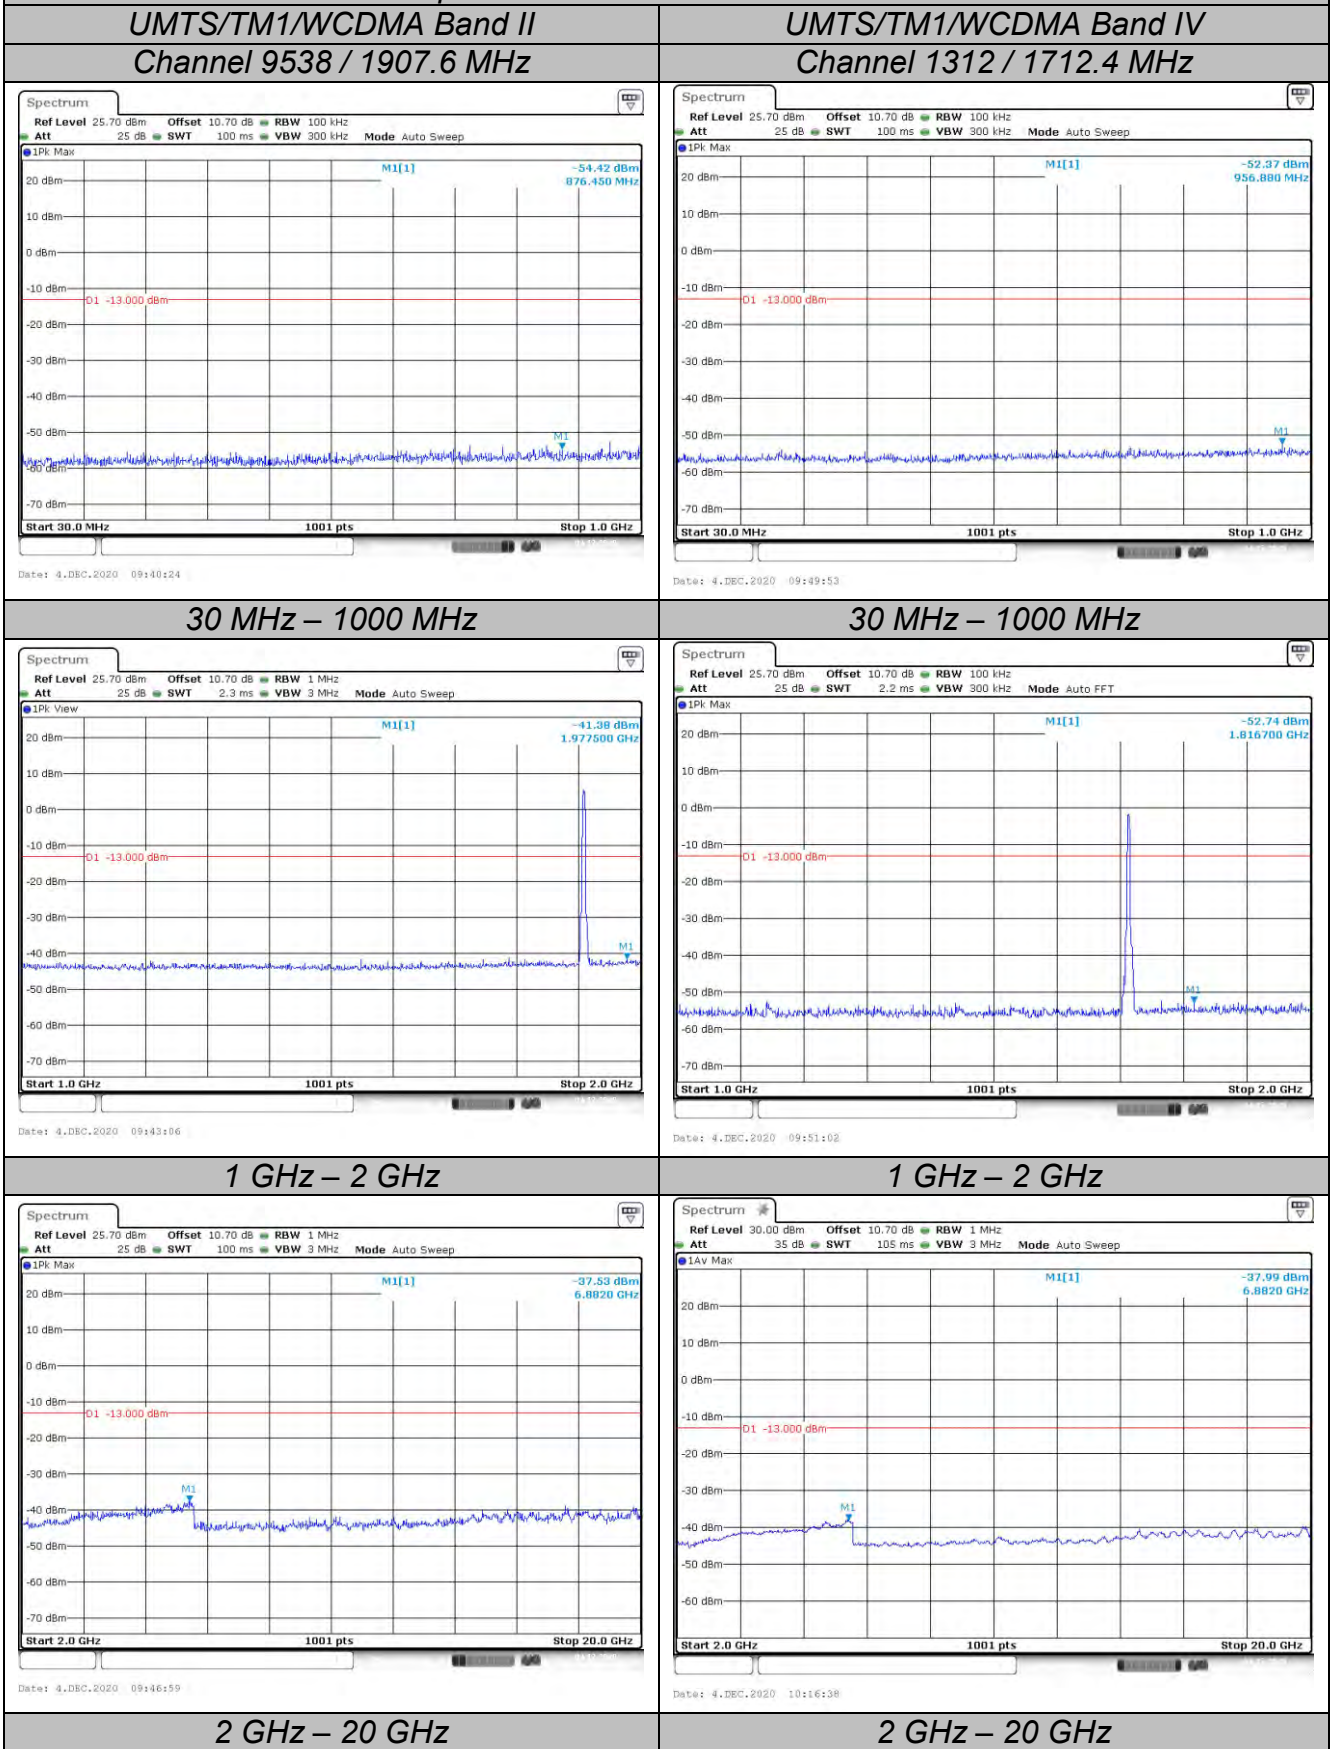 UMTS/TM1/WCDMA Band II
UMTS/TM1/WCDMA Band IV
Channel 9538 / 1907.6 MHz
Channel 1312 / 1712.4 MHz
Spectrum
Ref Level 25.70 dBm Offset 10.70 dB RBW 100 kHz
Att 25 dB SWT 100 ms VBW 300 kHz Mode Auto Sweep
1Pk Max
M1[1] -54.42 dBm
876.450 MHz
20 dBm
10 dBm
0 dBm
-10 dBm
D1 -13.000 dBm
-20 dBm
-30 dBm
-40 dBm
-50 dBm
M1
-60 dBm
-70 dBm
Start 30.0 MHz 1001 pts Stop 1.0 GHz
Date: 4.DEC.2020 09:40:24
Spectrum
Ref Level 25.70 dBm Offset 10.70 dB RBW 100 kHz
Att 25 dB SWT 100 ms VBW 300 kHz Mode Auto Sweep
1Pk Max
M1[1] -52.37 dBm
956.880 MHz
20 dBm
10 dBm
0 dBm
-10 dBm
D1 -13.000 dBm
-20 dBm
-30 dBm
-40 dBm
-50 dBm
M1
-60 dBm
-70 dBm
Start 30.0 MHz 1001 pts Stop 1.0 GHz
Date: 4.DEC.2020 09:49:53
30 MHz – 1000 MHz
30 MHz – 1000 MHz
Spectrum
Ref Level 25.70 dBm Offset 10.70 dB RBW 1 MHz
Att 25 dB SWT 2.3 ms VBW 3 MHz Mode Auto Sweep
1Pk View
M1[1] -41.38 dBm
1.977500 GHz
20 dBm
10 dBm
0 dBm
-10 dBm
D1 -13.000 dBm
-20 dBm
-30 dBm
-40 dBm
M1
-50 dBm
-60 dBm
-70 dBm
Start 1.0 GHz 1001 pts Stop 2.0 GHz
Date: 4.DEC.2020 09:43:06
Spectrum
Ref Level 25.70 dBm Offset 10.70 dB RBW 100 kHz
Att 25 dB SWT 2.2 ms VBW 300 kHz Mode Auto FFT
1Pk Max
M1[1] -52.74 dBm
1.816700 GHz
20 dBm
10 dBm
0 dBm
-10 dBm
D1 -13.000 dBm
-20 dBm
-30 dBm
-40 dBm
-50 dBm
M1
-60 dBm
-70 dBm
Start 1.0 GHz 1001 pts Stop 2.0 GHz
Date: 4.DEC.2020 09:51:02
1 GHz – 2 GHz
1 GHz – 2 GHz
Spectrum
Ref Level 25.70 dBm Offset 10.70 dB RBW 1 MHz
Att 25 dB SWT 100 ms VBW 3 MHz Mode Auto Sweep
1Pk Max
M1[1] -37.53 dBm
6.8820 GHz
20 dBm
10 dBm
0 dBm
-10 dBm
D1 -13.000 dBm
-20 dBm
-30 dBm
M1
-40 dBm
-50 dBm
-60 dBm
-70 dBm
Start 2.0 GHz 1001 pts Stop 20.0 GHz
Date: 4.DEC.2020 09:46:59
Spectrum
Ref Level 30.00 dBm Offset 10.70 dB RBW 1 MHz
Att 35 dB SWT 105 ms VBW 3 MHz Mode Auto Sweep
1Av Max
M1[1] -37.99 dBm
6.8820 GHz
20 dBm
10 dBm
0 dBm
-10 dBm
D1 -13.000 dBm
-20 dBm
-30 dBm
M1
-40 dBm
-50 dBm
-60 dBm
Start 2.0 GHz 1001 pts Stop 20.0 GHz
Date: 4.DEC.2020 10:16:38
2 GHz – 20 GHz
2 GHz – 20 GHz